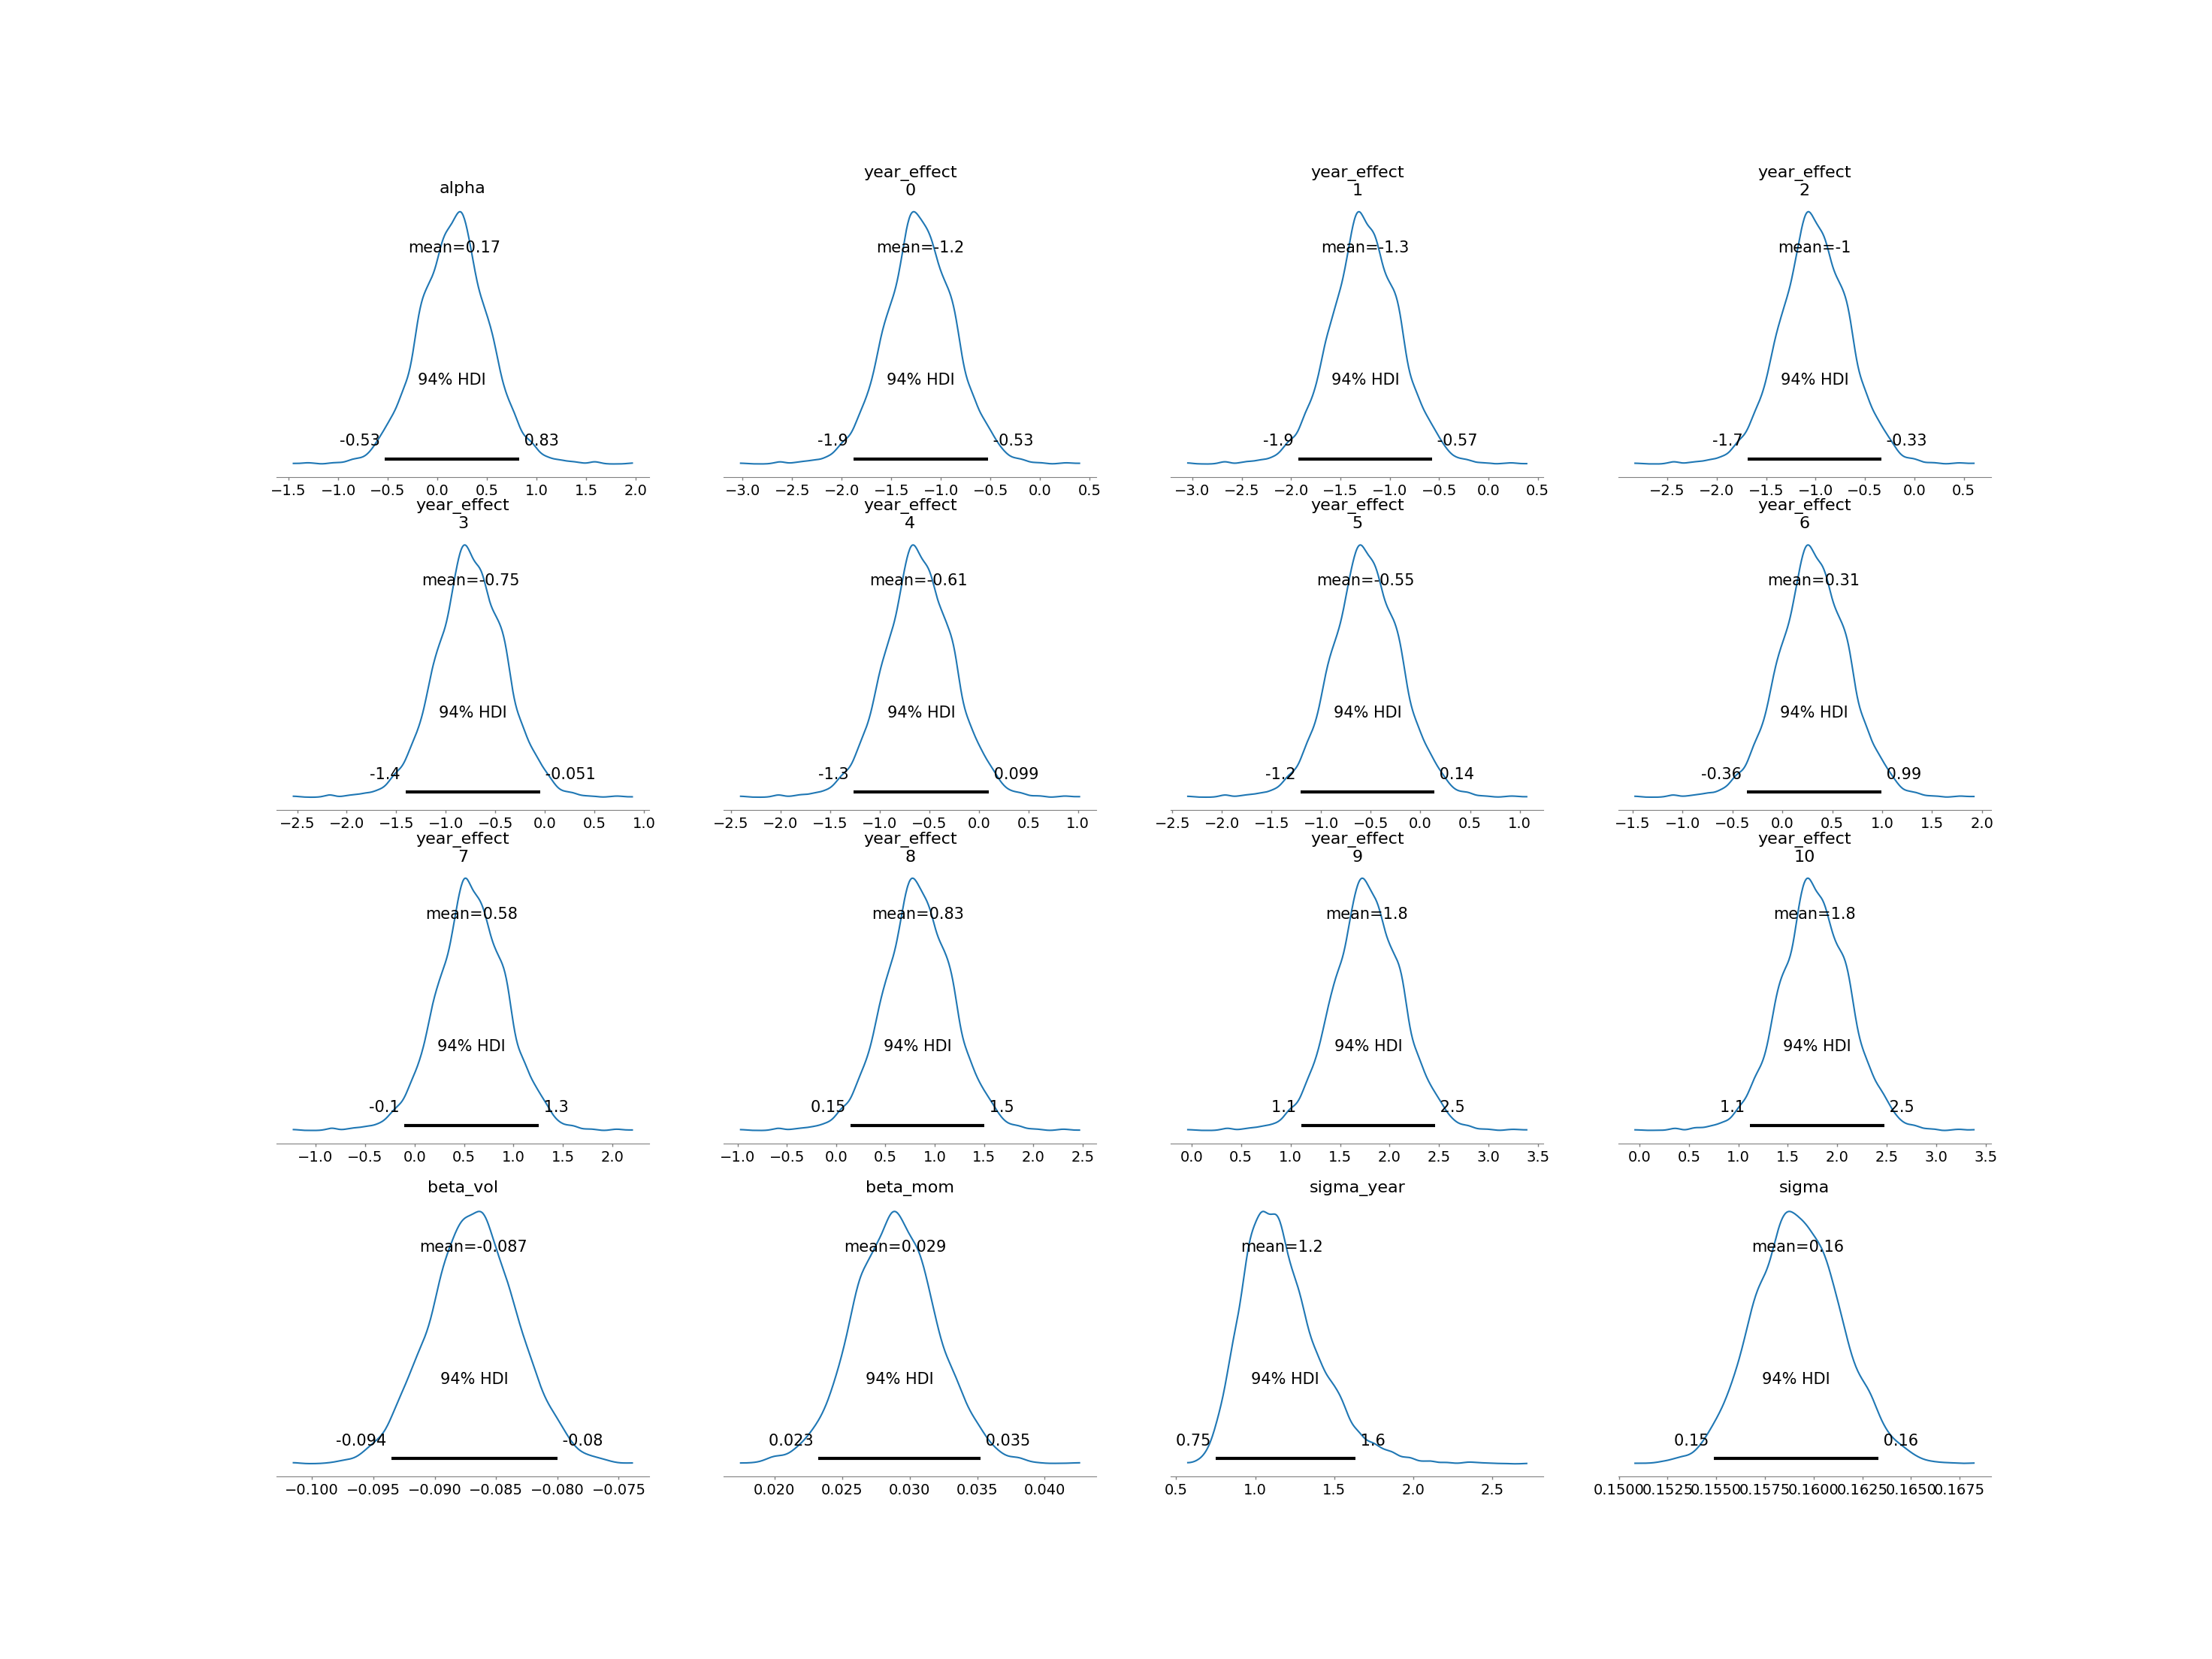 alpha
mean=0.17
94% HDI
-0.53 0.83
−1.5 −1.0 −0.5 0.0 0.5 1.0 1.5 2.0
year_effect
0
mean=-1.2
94% HDI
-1.9 -0.53
−3.0 −2.5 −2.0 −1.5 −1.0 −0.5 0.0 0.5
year_effect
1
mean=-1.3
94% HDI
-1.9 -0.57
−3.0 −2.5 −2.0 −1.5 −1.0 −0.5 0.0 0.5
year_effect
2
mean=-1
94% HDI
-1.7 -0.33
−2.5 −2.0 −1.5 −1.0 −0.5 0.0 0.5
year_effect
3
mean=-0.75
94% HDI
-1.4 -0.051
−2.5 −2.0 −1.5 −1.0 −0.5 0.0 0.5 1.0
year_effect
4
mean=-0.61
94% HDI
-1.3 0.099
−2.5 −2.0 −1.5 −1.0 −0.5 0.0 0.5 1.0
year_effect
5
mean=-0.55
94% HDI
-1.2 0.14
−2.5 −2.0 −1.5 −1.0 −0.5 0.0 0.5 1.0
year_effect
6
mean=0.31
94% HDI
-0.36 0.99
−1.5 −1.0 −0.5 0.0 0.5 1.0 1.5 2.0
year_effect
7
mean=0.58
94% HDI
-0.1 1.3
−1.0 −0.5 0.0 0.5 1.0 1.5 2.0
year_effect
8
mean=0.83
94% HDI
0.15 1.5
−1.0 −0.5 0.0 0.5 1.0 1.5 2.0 2.5
year_effect
9
mean=1.8
94% HDI
1.1 2.5
0.0 0.5 1.0 1.5 2.0 2.5 3.0 3.5
year_effect
10
mean=1.8
94% HDI
1.1 2.5
0.0 0.5 1.0 1.5 2.0 2.5 3.0 3.5
beta_vol
mean=-0.087
94% HDI
-0.094 -0.08
−0.100 −0.095 −0.090 −0.085 −0.080 −0.075
beta_mom
mean=0.029
94% HDI
0.023 0.035
0.020 0.025 0.030 0.035 0.040
sigma_year
mean=1.2
94% HDI
0.75 1.6
0.5 1.0 1.5 2.0 2.5
sigma
mean=0.16
94% HDI
0.15 0.16
0.1500 0.1525 0.1550 0.1575 0.1600 0.1625 0.1650 0.1675